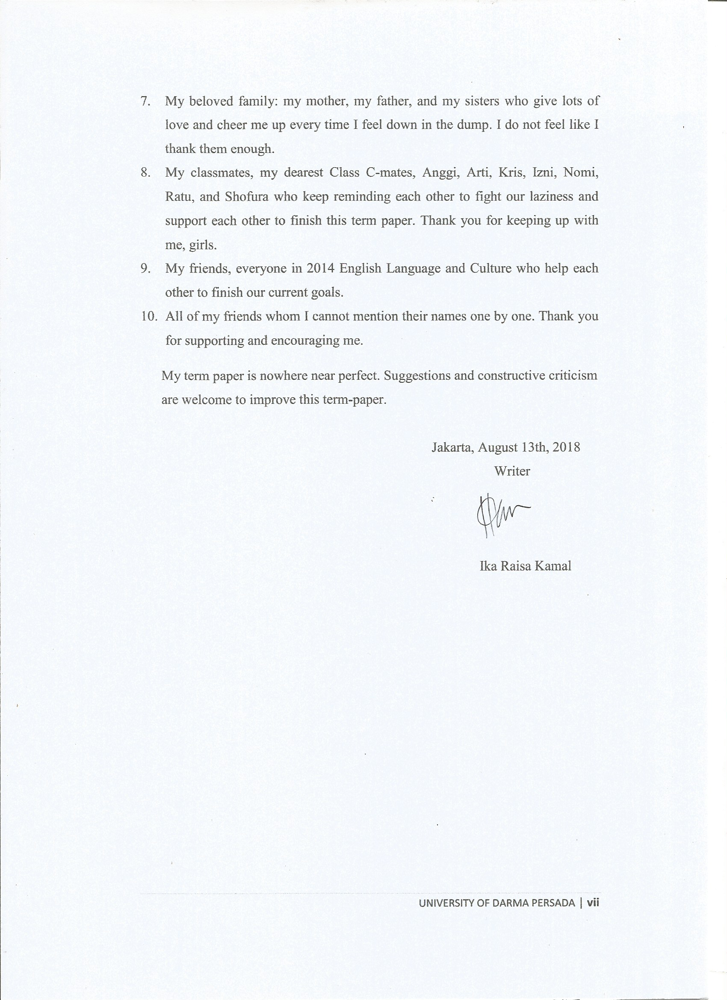 7. My beloved family: my mother, my father, and my sisters who give lots of
love and cheer me up every time I feel down in the dump. I do not feel like I
thank them enough.
8. My classmates, my dearest Class C-mates, Anggi, Arti, Kris, Izni, Nomi,
Ratu, and Shofura who keep reminding each other to fight our laziness and
support each other to finish this term paper. Thank you for keeping up with
me, girls.
9. My friends, everyone in 2014 English Language and Culture who help each
other to finish our current goals.
10. All of my friends whom I cannot mention their names one by one. Thank you
for supporting and encouraging me.
My term paper is nowhere near perfect. Suggestions and constructive criticism
are welcome to improve this term-paper.
Jakarta, August 13th, 2018
Writer
Ika Raisa Kamal
UNIVERSITY OF DARMA PERSADA | vii